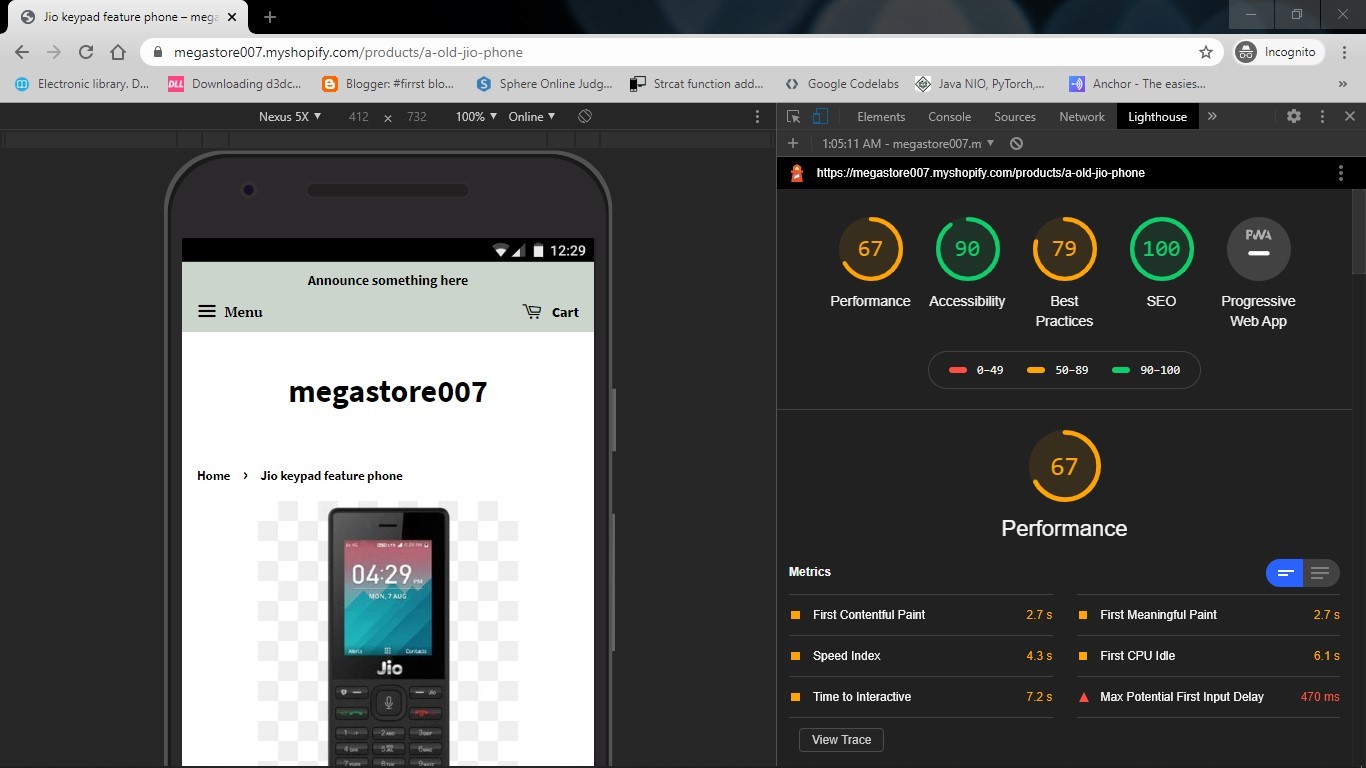 Jio keypad feature phone – mega
megastore007.myshopify.com/products/a-old-jio-phone
Incognito
Electronic library. D...
DLL
Downloading d3dc...
Blogger: #firrst blo...
Sphere Online Judg...
Strcat function add...
Google Codelabs
Java NIO, PyTorch,...
Anchor - The easies...
»
Nexus 5X ▼ 412 × 732 100% ▼ Online ▼
Elements Console Sources Network Lighthouse »
1:05:11 AM - megastore007.m ▼
https://megastore007.myshopify.com/products/a-old-jio-phone
12:29
Announce something here
Menu
Cart
megastore007
Home › Jio keypad feature phone
04:29 PM
MON, 7 AUG
Alerts Contacts
Jio
67 90 79 100 PWA
Performance Accessibility Best Practices SEO Progressive Web App
0–49 50–89 90–100
67
Performance
Metrics
First Contentful Paint 2.7 s
First Meaningful Paint 2.7 s
Speed Index 4.3 s
First CPU Idle 6.1 s
Time to Interactive 7.2 s
Max Potential First Input Delay 470 ms
View Trace